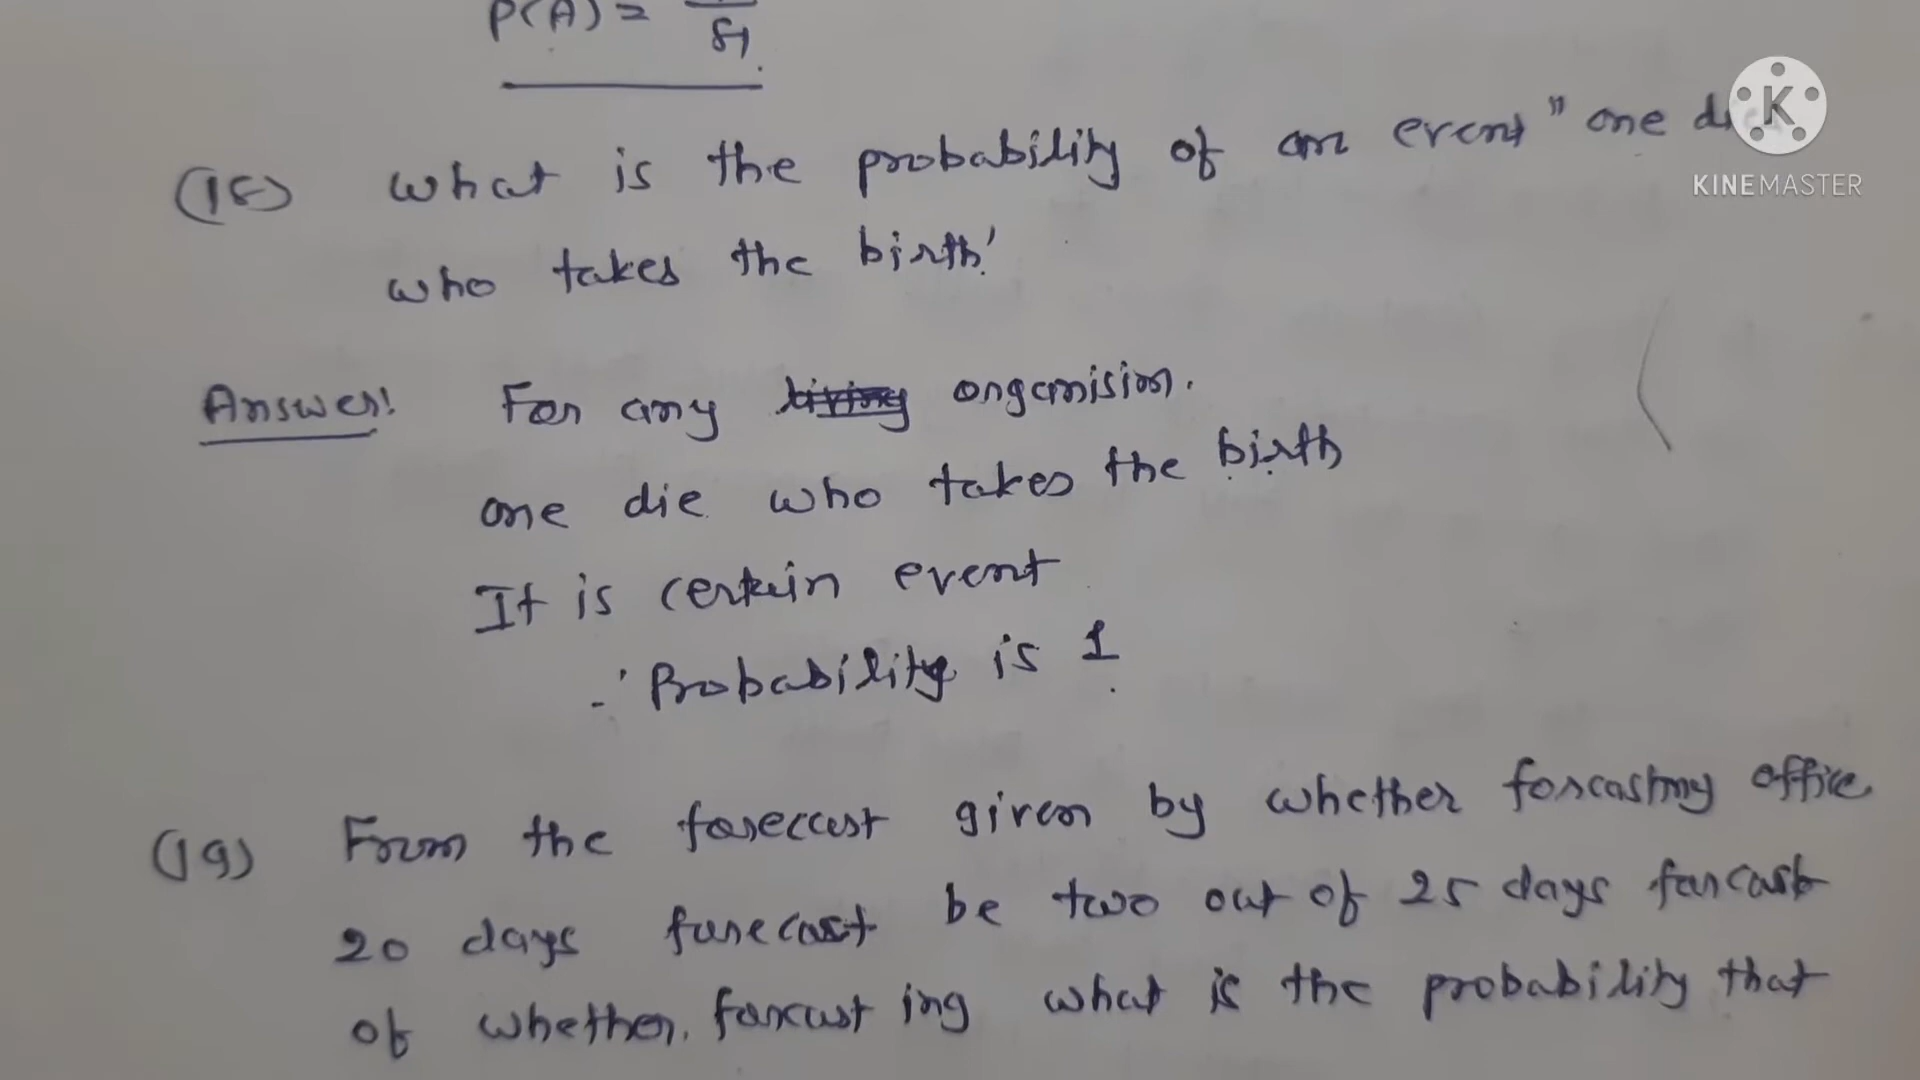 P(A) =
(18) What is the probability of an event " one
who takes the birth'
KINEMASTER
Answer: For any living organisim.
one die who takes the birth
It is certain event
∴ Probability is 1
(19) From the forecast given by whether forcasting office
20 days forecast be two out of 25 days forcast
of whether. forcast ing what is the probability that